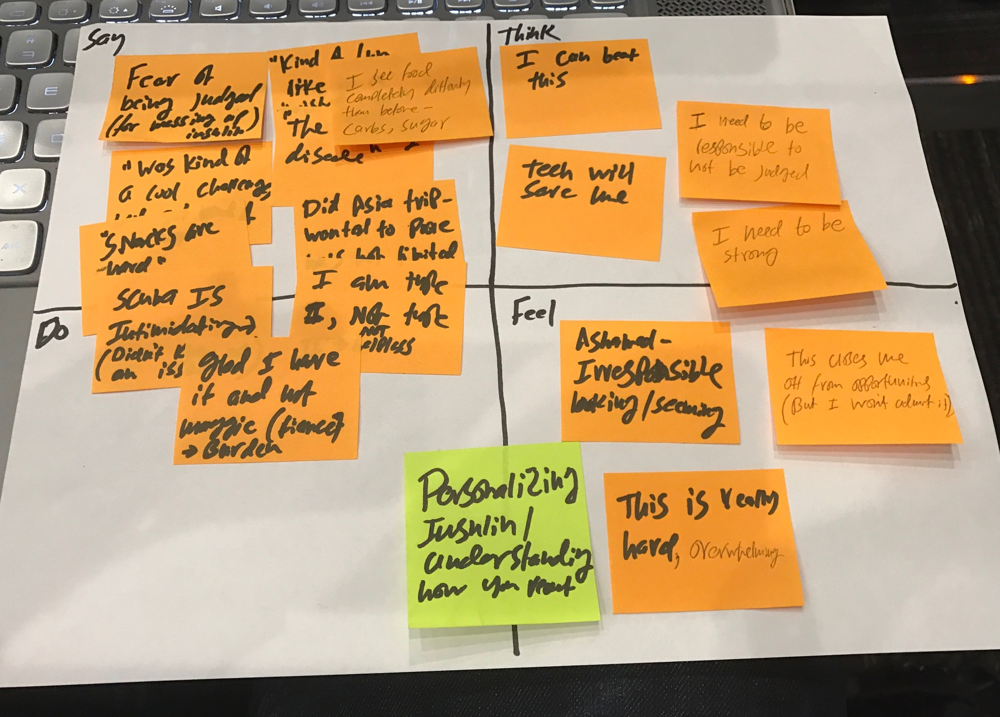 Say
Fear of
being judged
(for messing up
insulin)
"Kind A fun
like
"The
disease
I see food
completely differently
than before -
carbs, sugar
"Was kind of
a cool challenge,
"SNacks are
hard"
Did Asia trip -
wanted to prove
was not limited
Scuba IS
Intimidating
(Didn't
an iss
I am type
I, NOT type
NOT
glad I have
it and not
maggie (fiance)
→ Burden
Think
I can beat
this
I need to be
responsible to
not be judged
tech will
save me
I need to be
strong
Do
Feel
Ashamed -
Irresponsible
looking/seeming
This closes me
off from opportunities
(But I won't admit it)
Personalizing
Insulin/
understanding
how you react
This is really
hard, overwhelming
E
D
X